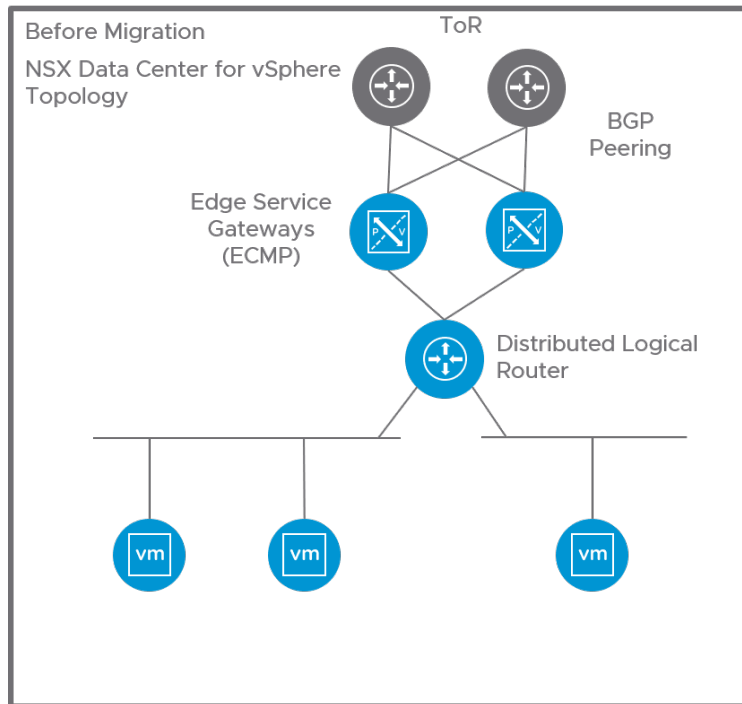 Before Migration
ToR
NSX Data Center for vSphere
Topology
BGP
Peering
Edge Service
Gateways
(ECMP)
P V
P V
Distributed Logical
Router
vm
vm
vm